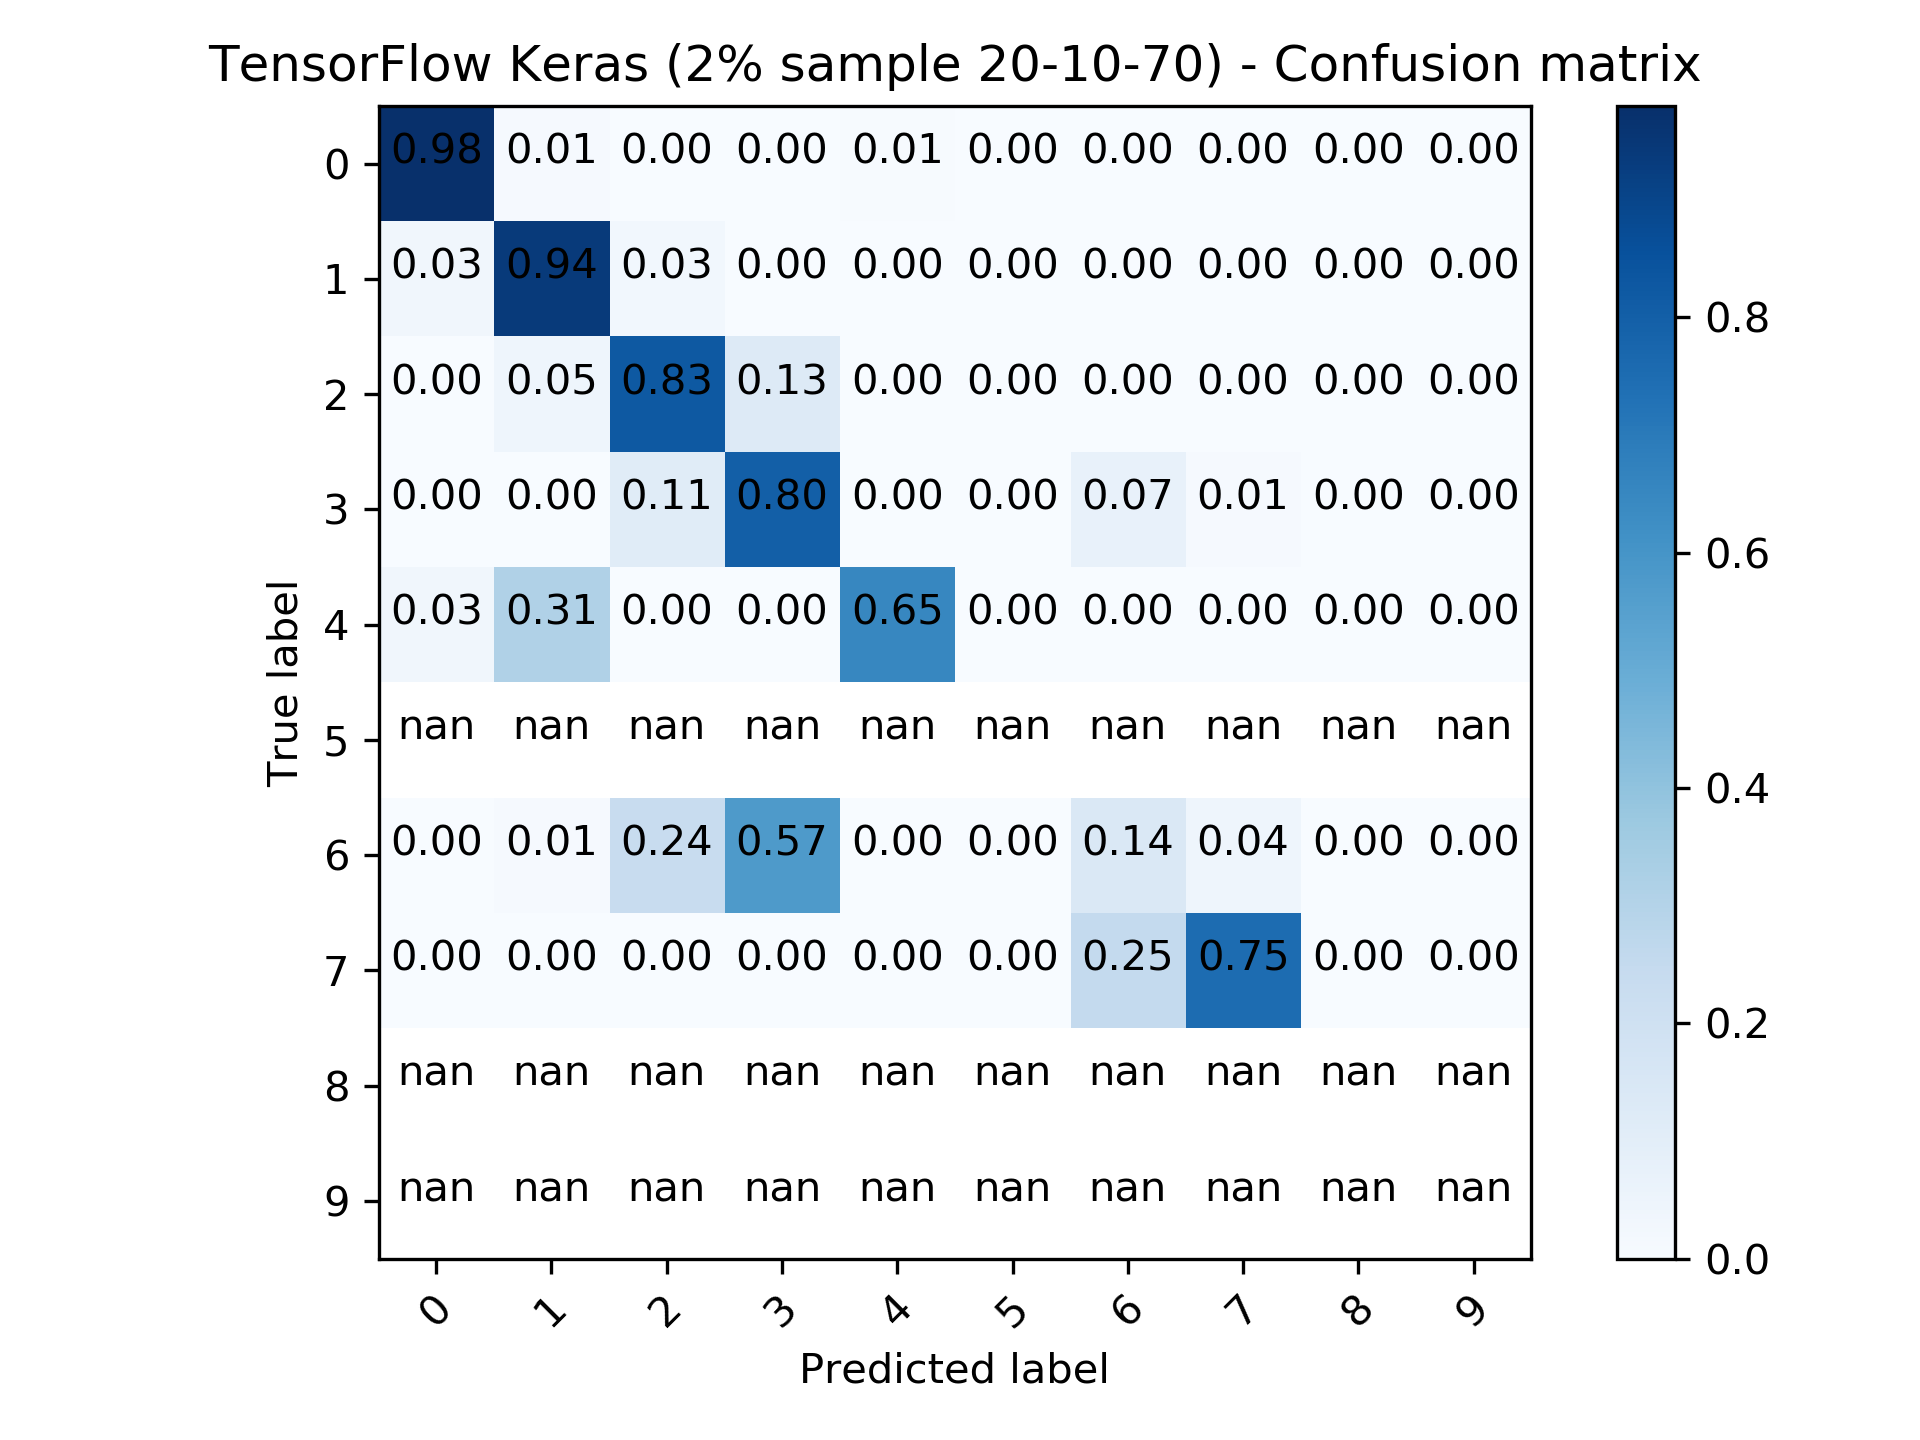 TensorFlow Keras (2% sample 20-10-70) - Confusion matrix
0 0.98 0.01 0.00 0.00 0.01 0.00 0.00 0.00 0.00 0.00
1 0.03 0.94 0.03 0.00 0.00 0.00 0.00 0.00 0.00 0.00
2 0.00 0.05 0.83 0.13 0.00 0.00 0.00 0.00 0.00 0.00
3 0.00 0.00 0.11 0.80 0.00 0.00 0.07 0.01 0.00 0.00
4 0.03 0.31 0.00 0.00 0.65 0.00 0.00 0.00 0.00 0.00
5 nan nan nan nan nan nan nan nan nan nan
6 0.00 0.01 0.24 0.57 0.00 0.00 0.14 0.04 0.00 0.00
7 0.00 0.00 0.00 0.00 0.00 0.00 0.25 0.75 0.00 0.00
8 nan nan nan nan nan nan nan nan nan nan
9 nan nan nan nan nan nan nan nan nan nan
0 1 2 3 4 5 6 7 8 9
True label
Predicted label
0.8
0.6
0.4
0.2
0.0